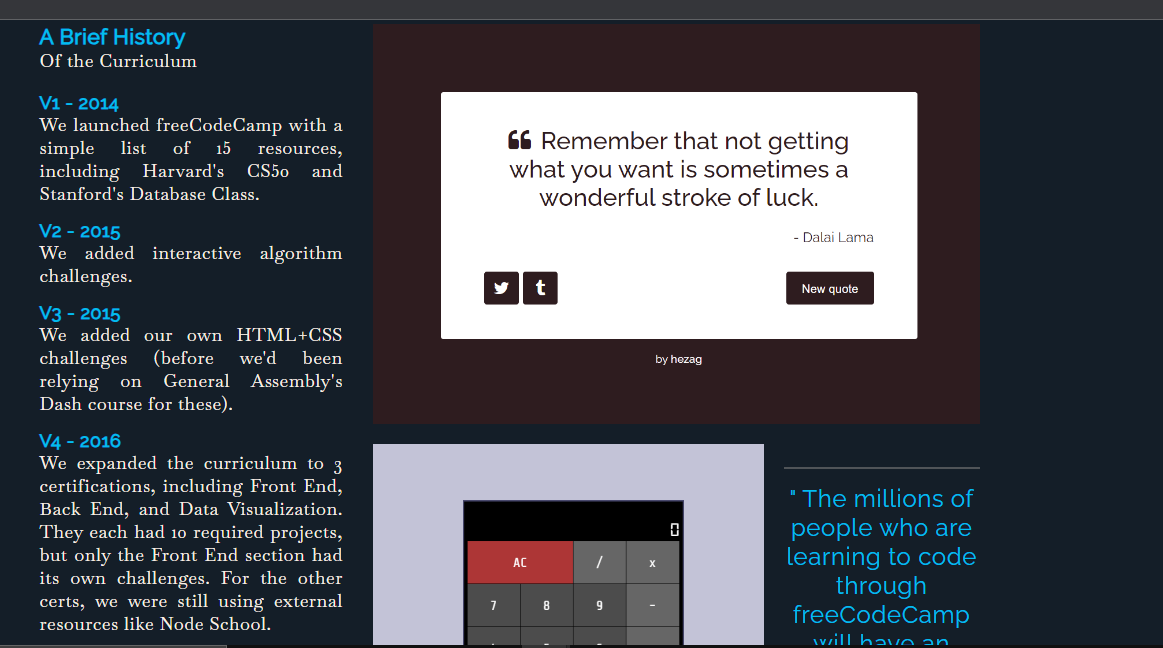 A Brief History
Of the Curriculum
V1 - 2014
We launched freeCodeCamp with a
simple list of 15 resources,
including Harvard's CS50 and
Stanford's Database Class.
V2 - 2015
We added interactive algorithm
challenges.
V3 - 2015
We added our own HTML+CSS
challenges (before we'd been
relying on General Assembly's
Dash course for these).
V4 - 2016
We expanded the curriculum to 3
certifications, including Front End,
Back End, and Data Visualization.
They each had 10 required projects,
but only the Front End section had
its own challenges. For the other
certs, we were still using external
resources like Node School.
❝ Remember that not getting
what you want is sometimes a
wonderful stroke of luck.
- Dalai Lama
New quote
by hezag
0
AC / x
7 8 9 -
" The millions of
people who are
learning to code
through
freeCodeCamp
will have an